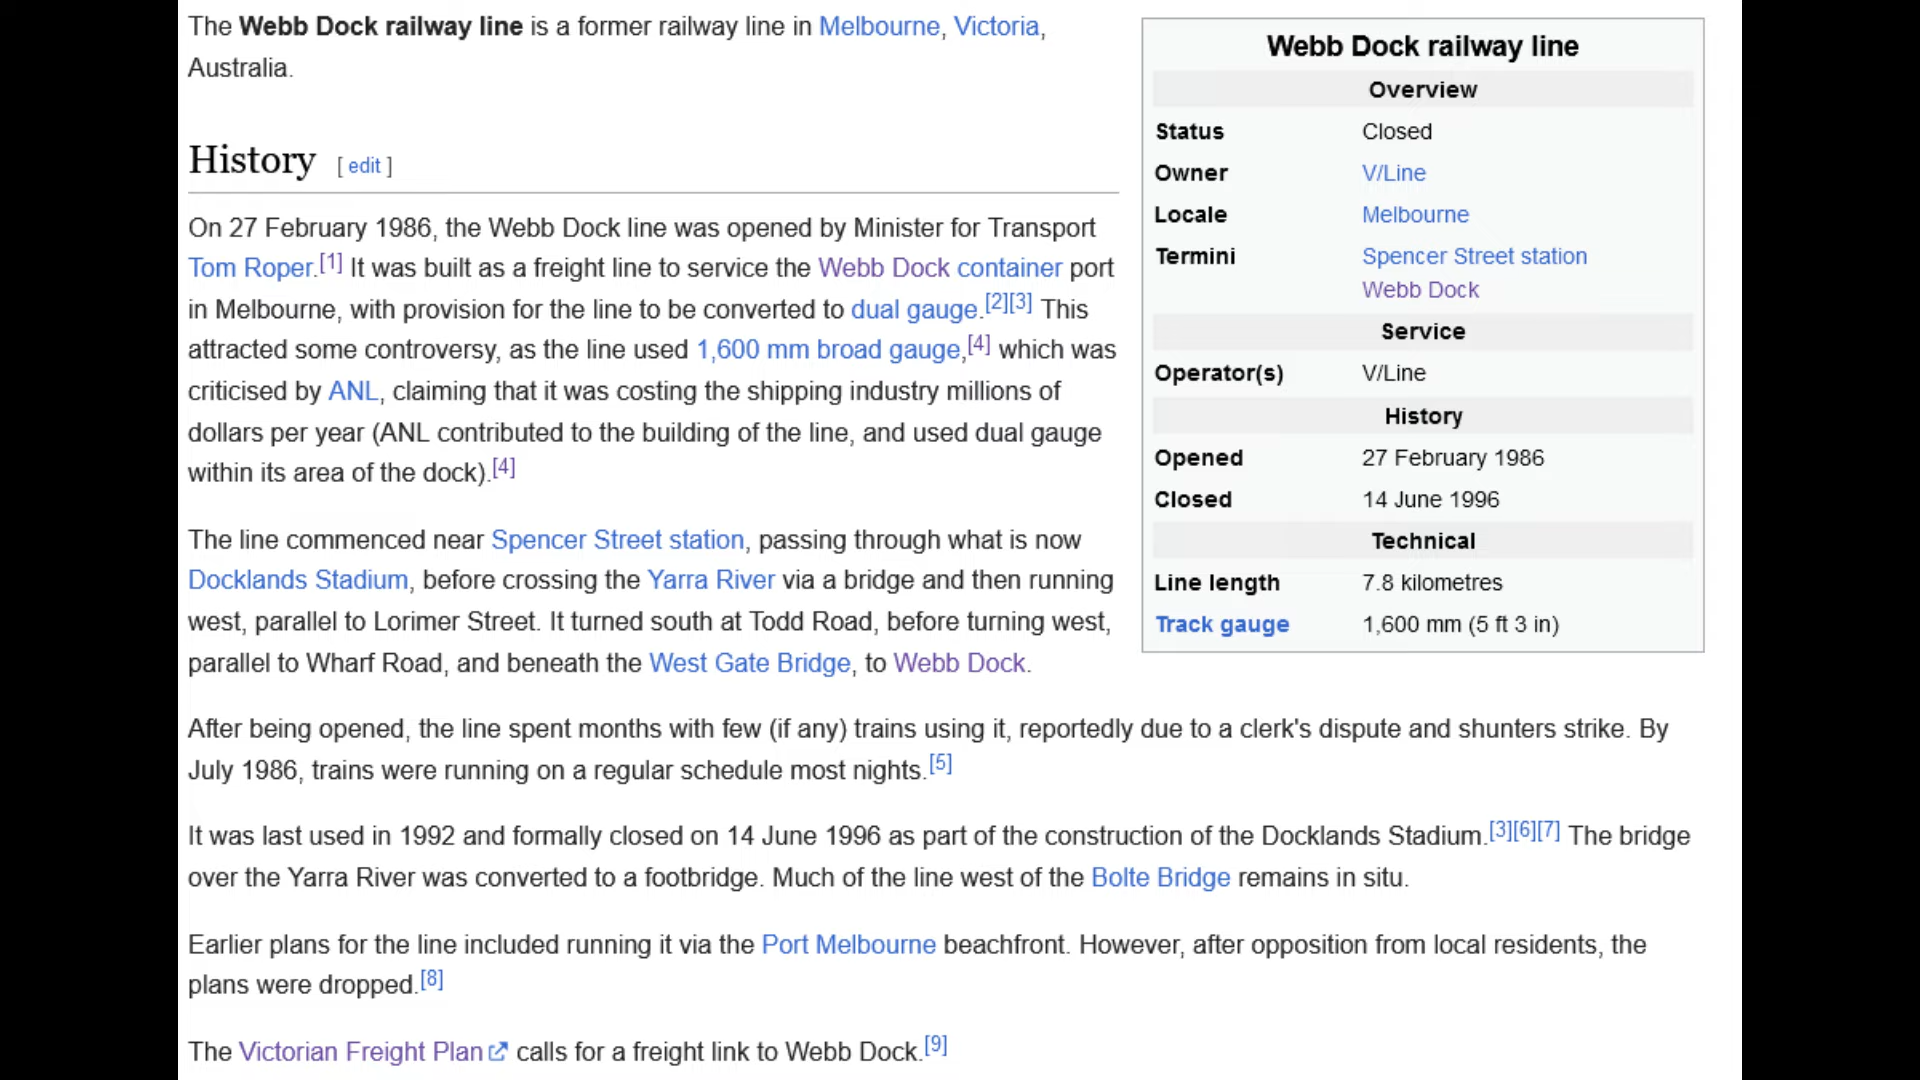 The Webb Dock railway line is a former railway line in Melbourne, Victoria,
Australia.
History [ edit ]
On 27 February 1986, the Webb Dock line was opened by Minister for Transport
Tom Roper.[1] It was built as a freight line to service the Webb Dock container port
in Melbourne, with provision for the line to be converted to dual gauge.[2][3] This
attracted some controversy, as the line used 1,600 mm broad gauge,[4] which was
criticised by ANL, claiming that it was costing the shipping industry millions of
dollars per year (ANL contributed to the building of the line, and used dual gauge
within its area of the dock).[4]
The line commenced near Spencer Street station, passing through what is now
Docklands Stadium, before crossing the Yarra River via a bridge and then running
west, parallel to Lorimer Street. It turned south at Todd Road, before turning west,
parallel to Wharf Road, and beneath the West Gate Bridge, to Webb Dock.
Webb Dock railway line
Overview
Status Closed
Owner V/Line
Locale Melbourne
Termini Spencer Street station
Webb Dock
Service
Operator(s) V/Line
History
Opened 27 February 1986
Closed 14 June 1996
Technical
Line length 7.8 kilometres
Track gauge 1,600 mm (5 ft 3 in)
After being opened, the line spent months with few (if any) trains using it, reportedly due to a clerk's dispute and shunters strike. By
July 1986, trains were running on a regular schedule most nights.[5]
It was last used in 1992 and formally closed on 14 June 1996 as part of the construction of the Docklands Stadium.[3][6][7] The bridge
over the Yarra River was converted to a footbridge. Much of the line west of the Bolte Bridge remains in situ.
Earlier plans for the line included running it via the Port Melbourne beachfront. However, after opposition from local residents, the
plans were dropped.[8]
The Victorian Freight Plan calls for a freight link to Webb Dock.[9]